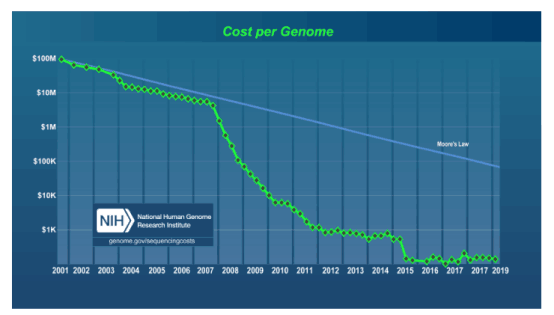 Cost per Genome
$100M
$10M
$1M
$100K
$10K
$1K
Moore's Law
NIH
National Human Genome
Research Institute
genome.gov/sequencingcosts
2001 2002 2003 2004 2004 2005 2006 2007 2008 2009 2010 2011 2012 2013 2014 2015 2016 2017 2017 2019